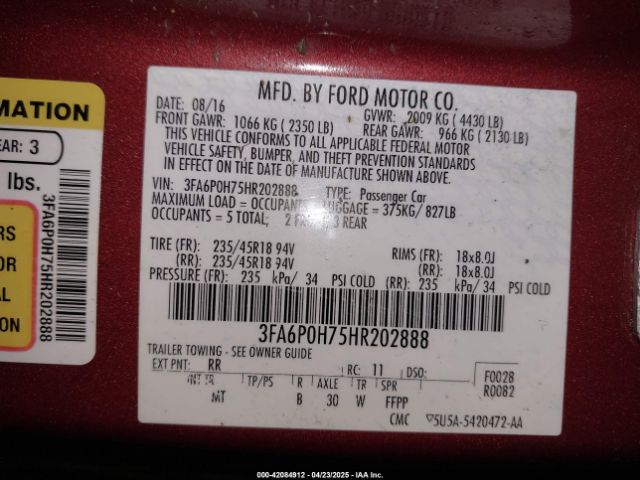 MFD. BY FORD MOTOR CO.
DATE: 08/16
GVWR: 2009 KG ( 4430 LB)
FRONT GAWR: 1066 KG ( 2350 LB)
REAR GAWR: 966 KG ( 2130 LB)
THIS VEHICLE CONFORMS TO ALL APPLICABLE FEDERAL MOTOR
VEHICLE SAFETY, BUMPER, AND THEFT PREVENTION STANDARDS
IN EFFECT ON THE DATE OF MANUFACTURE SHOWN ABOVE.
VIN: 3FA6P0H75HR202888 TYPE: Passenger Car
MAXIMUM LOAD = OCCUPANTS LUGGAGE = 375KG/ 827LB
OCCUPANTS = 5 TOTAL; 2 3 REAR
TIRE (FR): 235/45R18 94V RIMS (FR): 18x8.0J
(RR): 235/45R18 94V (RR): 18x8.0J
PRESSURE (FR): 235 kPa/ 34 PSI COLD (RR): 235 kPa/ 34 PSI COLD
3FA6P0H75HR202888
TRAILER TOWING - SEE OWNER GUIDE
EXT PNT: RR RC: 11 DSO:
F0028
R0082
INT TR TP/PS R AXLE TR SPR
MT B 30 W FFPP
CMC ▽5U5A-5420472-AA
MATION
EAR: 3
lbs.
RS
OR
AL
ON
3FA6P0H75HR202888
000-42084912 - 04/23/2025 - IAA Inc.